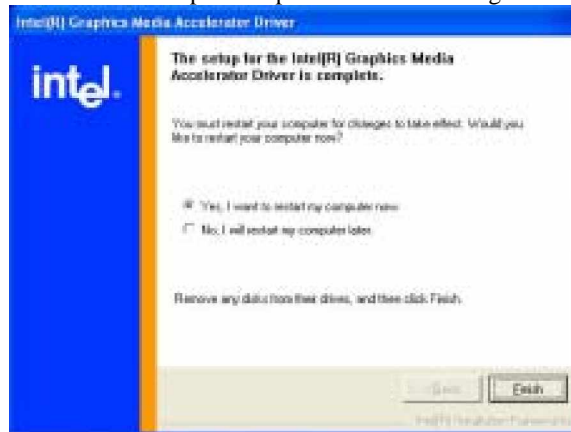 Intel(R) Graphics Media Accelerator Driver
intel.
The setup for the Intel(R) Graphics Media
Accelerator Driver is complete.
You must restart your computer for changes to take effect. Would you
like to restart your computer now?
Yes, I want to restart my computer now.
No, I will restart my computer later.
Remove any disks from their drives, and then click Finish.
Finish